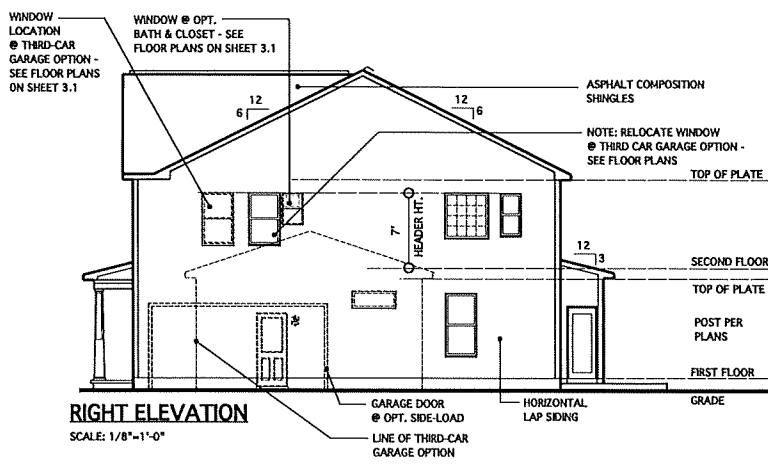 WINDOW
LOCATION
@ THIRD-CAR
GARAGE OPTION -
SEE FLOOR PLANS
ON SHEET 3.1
WINDOW @ OPT.
BATH & CLOSET - SEE
FLOOR PLANS ON SHEET 3.1
12
6
12
6
ASPHALT COMPOSITION
SHINGLES
NOTE: RELOCATE WINDOW
@ THIRD CAR GARAGE OPTION -
SEE FLOOR PLANS
TOP OF PLATE
7'
HEADER HT.
12
3
SECOND FLOOR
TOP OF PLATE
POST PER
PLANS
FIRST FLOOR
GRADE
RIGHT ELEVATION
SCALE: 1/8"=1'-0"
GARAGE DOOR
@ OPT. SIDE-LOAD
LINE OF THIRD-CAR
GARAGE OPTION
HORIZONTAL
LAP SIDING